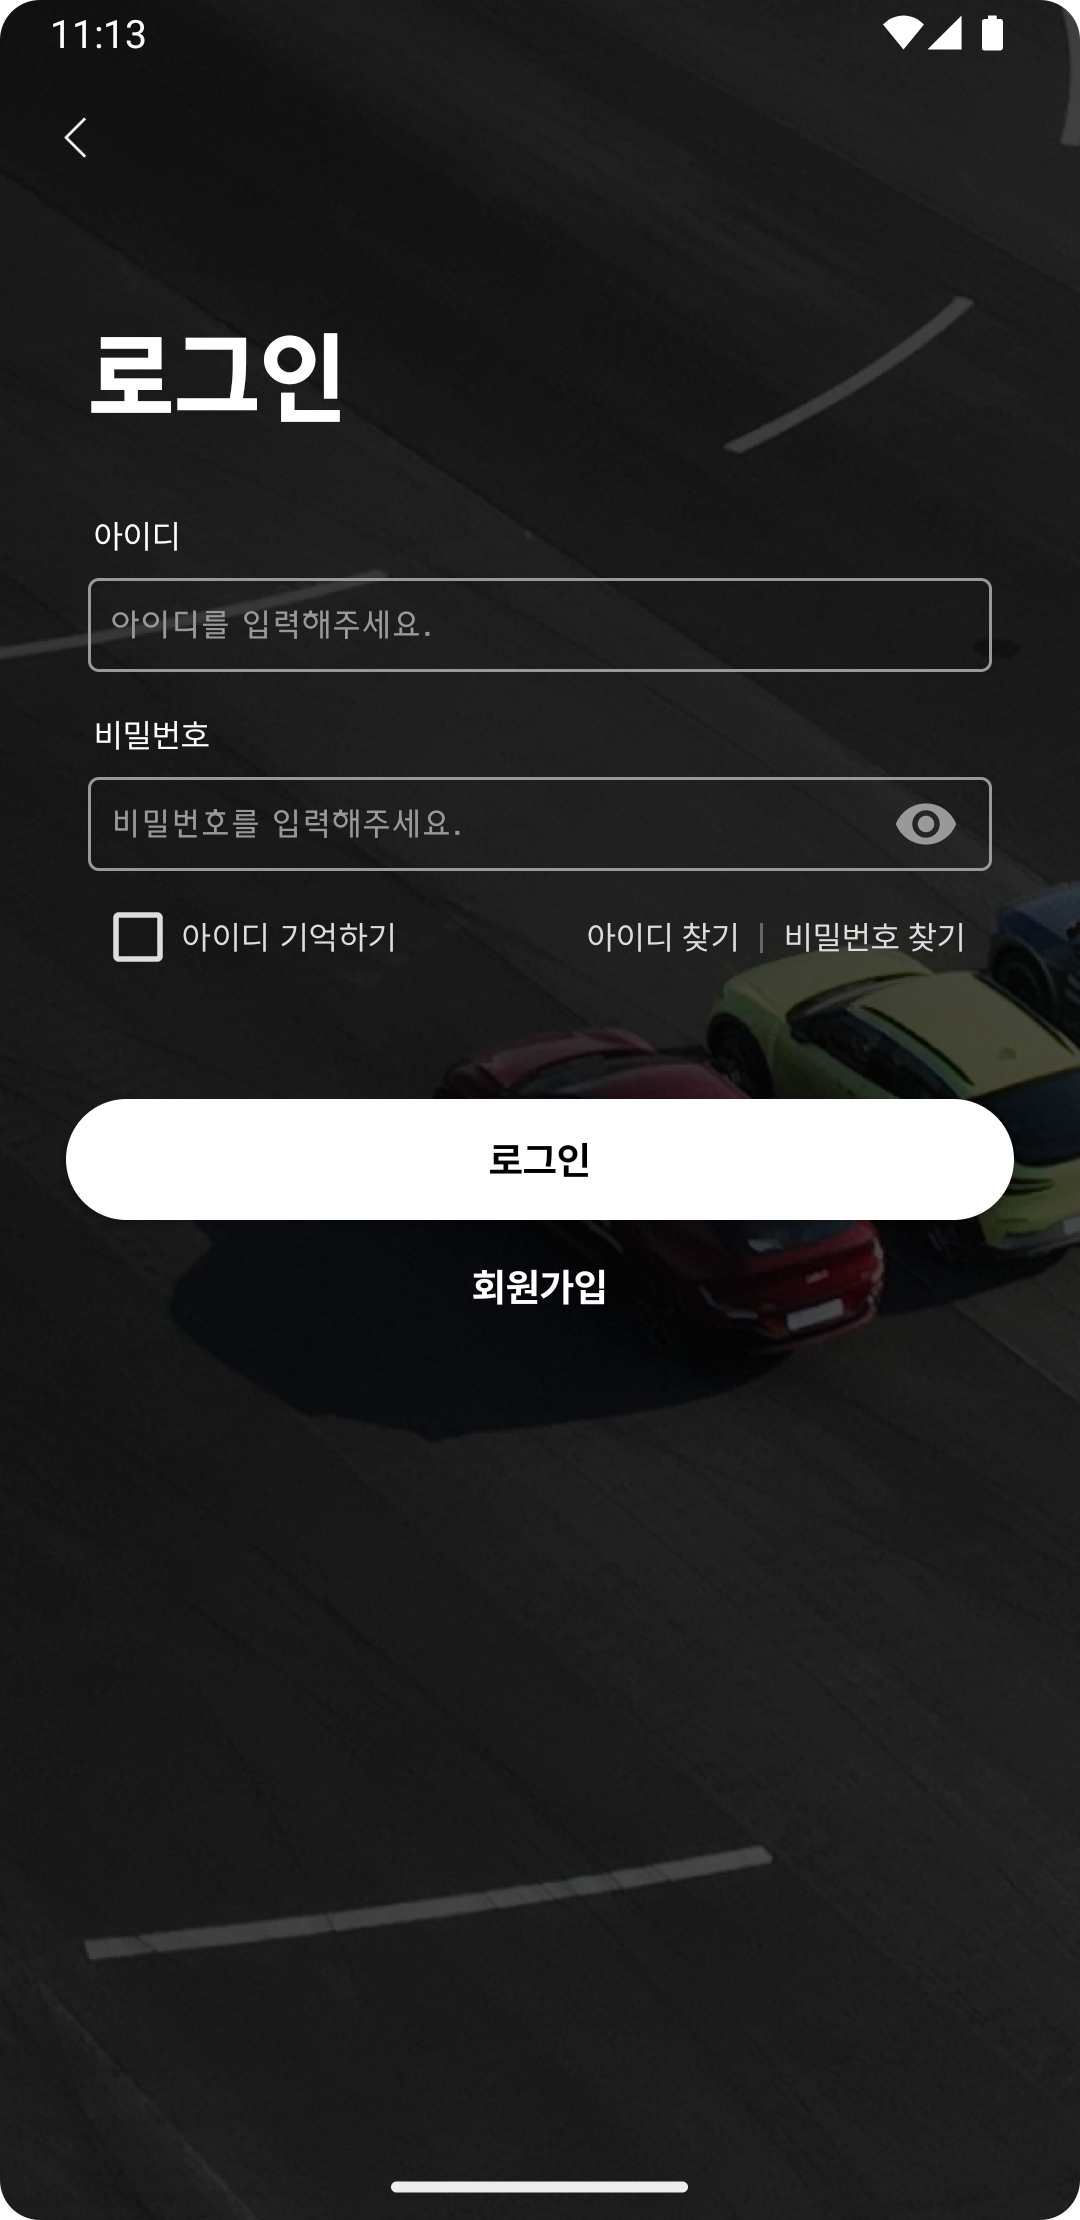 11:13
로그인
아이디
아이디를 입력해주세요.
비밀번호
비밀번호를 입력해주세요.
아이디 기억하기
아이디 찾기 | 비밀번호 찾기
로그인
회원가입